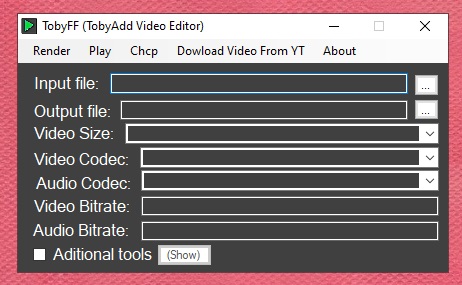 TobyFF (TobyAdd Video Editor)
Render Play Chcp Dowload Video From YT About
Input file: ...
Output file: ...
Video Size:
Video Codec:
Audio Codec:
Video Bitrate:
Audio Bitrate:
Aditional tools (Show)